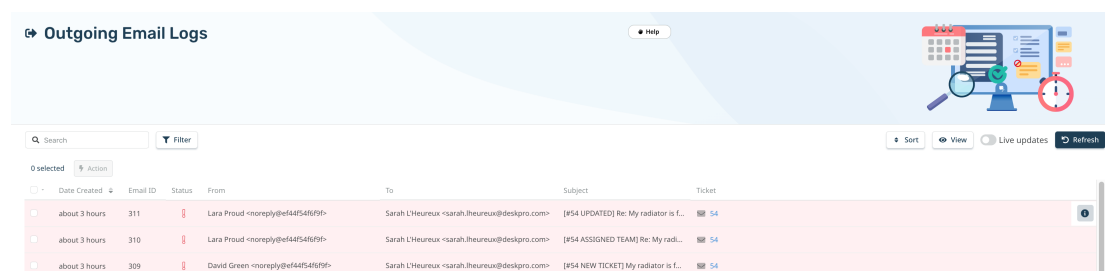 Outgoing Email Logs
Help
Search
Filter
Sort
View
Live updates
Refresh
0 selected
Action
Date Created Email ID Status From To Subject Ticket
about 3 hours 311 Lara Proud <noreply@ef44f54f6f9f> Sarah L'Heureux <sarah.lheureux@deskpro.com> [#54 UPDATED] Re: My radiator is f... 54
about 3 hours 310 Lara Proud <noreply@ef44f54f6f9f> Sarah L'Heureux <sarah.lheureux@deskpro.com> [#54 ASSIGNED TEAM] Re: My radi... 54
about 3 hours 309 David Green <noreply@ef44f54f6f9f> Sarah L'Heureux <sarah.lheureux@deskpro.com> [#54 NEW TICKET] My radiator is f... 54